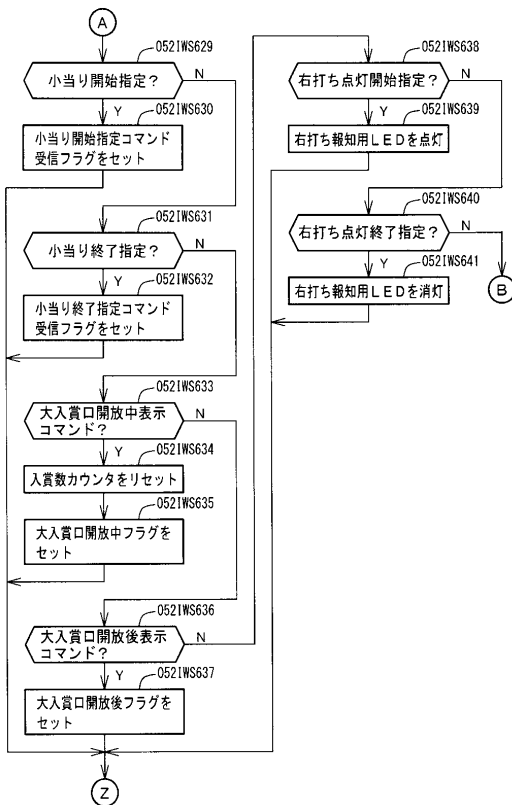 A
052IWS629
小当り開始指定?
N
Y
052IWS630
小当り開始指定コマンド
受信フラグをセット
052IWS631
小当り終了指定?
N
Y
052IWS632
小当り終了指定コマンド
受信フラグをセット
052IWS633
大入賞口開放中表示
コマンド?
N
Y
052IWS634
入賞数カウンタをリセット
052IWS635
大入賞口開放中フラグを
セット
052IWS636
大入賞口開放後表示
コマンド?
N
Y
052IWS637
大入賞口開放後フラグを
セット
Z
052IWS638
右打ち点灯開始指定?
N
Y
052IWS639
右打ち報知用LEDを点灯
052IWS640
右打ち点灯終了指定?
N
Y
052IWS641
右打ち報知用LEDを消灯
B